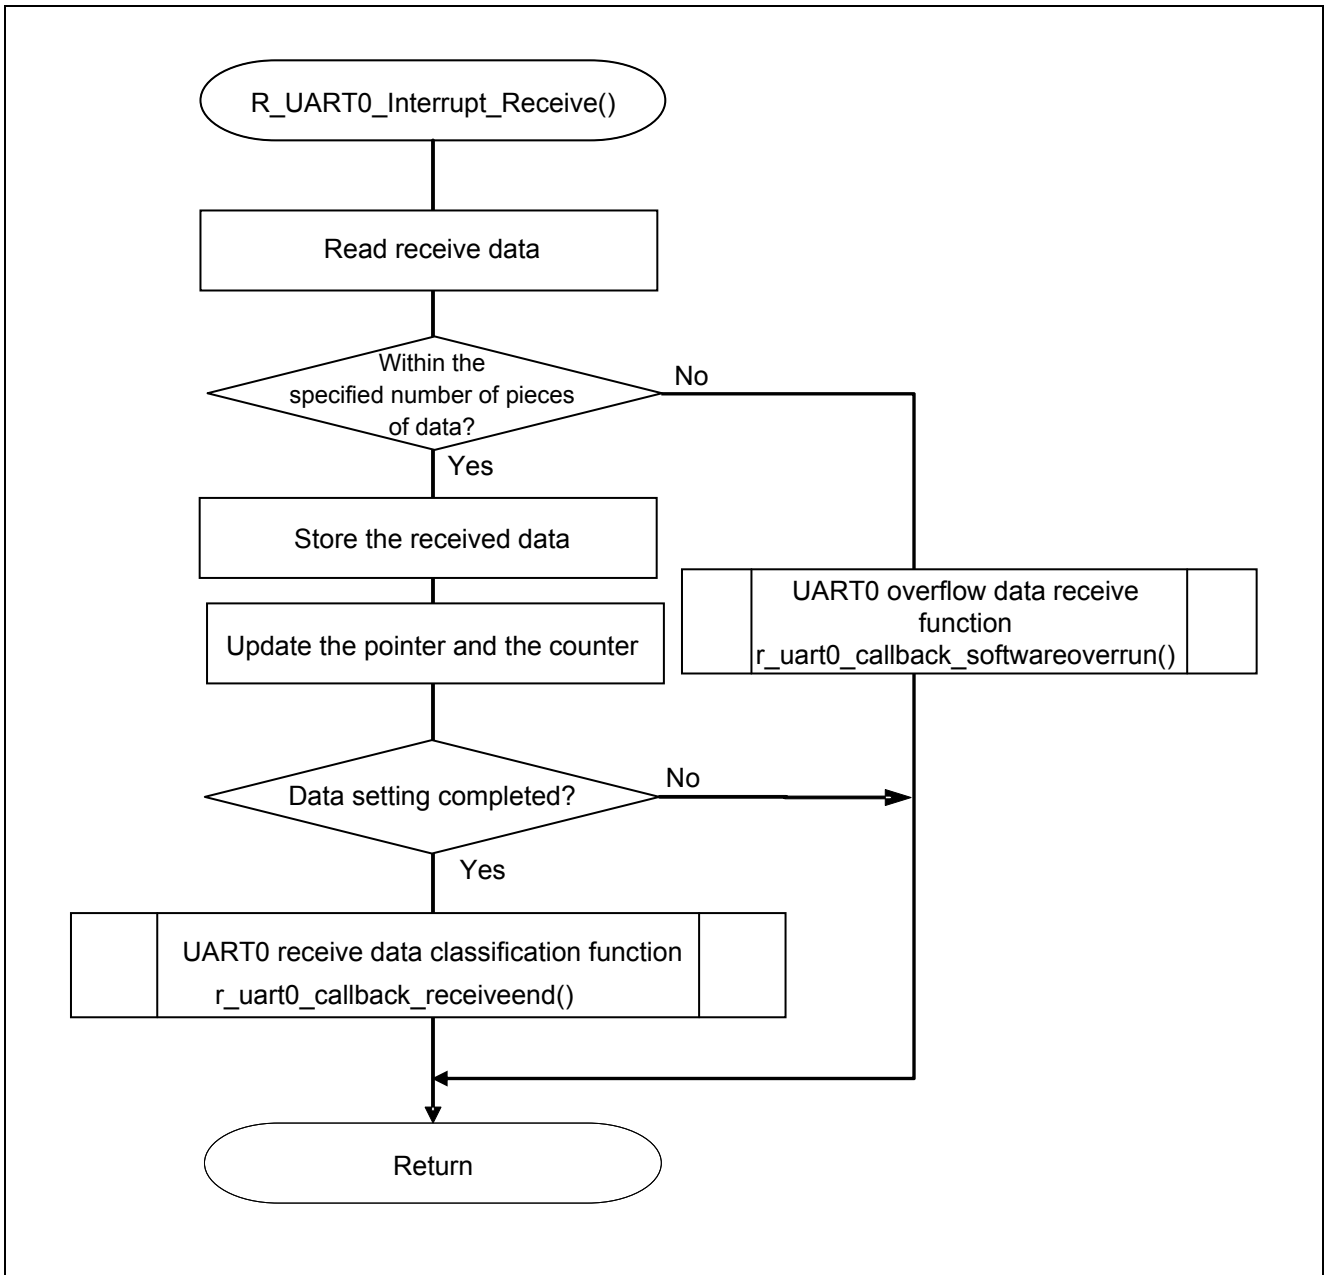 R_UART0_Interrupt_Receive()
Read receive data
Within the
specified number of pieces
of data?
No
Yes
Store the received data
UART0 overflow data receive
function
r_uart0_callback_softwareoverrun()
Update the pointer and the counter
Data setting completed?
No
Yes
UART0 receive data classification function
r_uart0_callback_receiveend()
Return